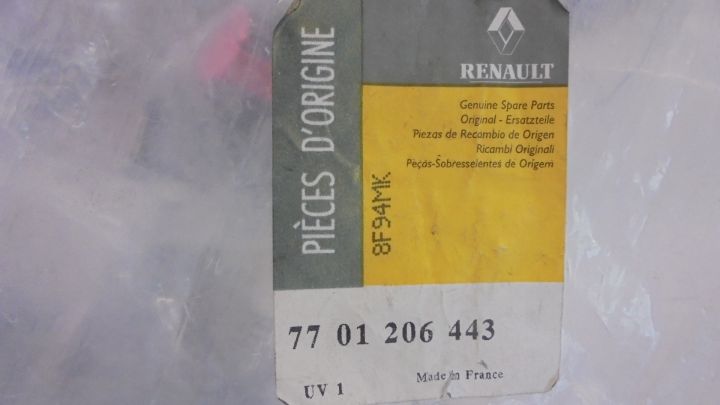 PIÈCES D'ORIGINE
RENAULT
Genuine Spare Parts
Original - Ersatzteile
Piezas de Recambio de Origen
Ricambi Originali
Peças-Sobresselentes de Origem
8F94MK
77 01 206 443
UV 1
Made in France